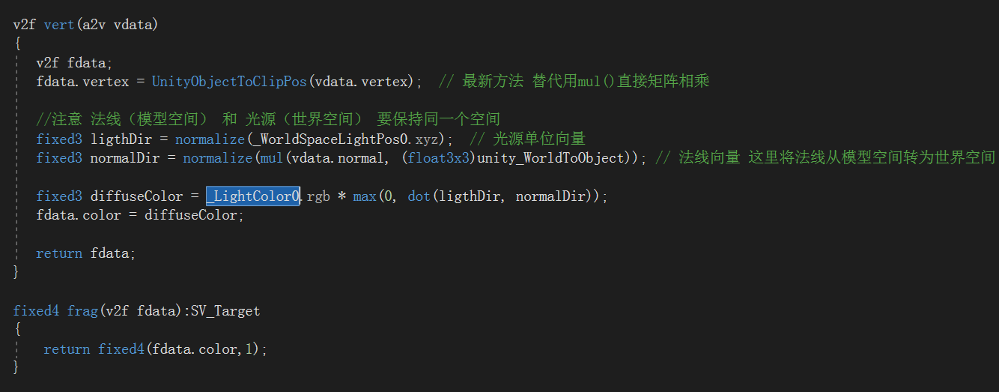 v2f vert(a2v vdata)
{
v2f fdata;
fdata.vertex = UnityObjectToClipPos(vdata.vertex);  // 最新方法 替代用mul()直接矩阵相乘
//注意 法线（模型空间） 和 光源（世界空间） 要保持同一个空间
fixed3 ligthDir = normalize(_WorldSpaceLightPos0.xyz);  // 光源单位向量
fixed3 normalDir = normalize(mul(vdata.normal, (float3x3)unity_WorldToObject)); // 法线向量 这里将法线从模型空间转为世界空间
fixed3 diffuseColor = _LightColor0.rgb * max(0, dot(ligthDir, normalDir));
fdata.color = diffuseColor;
return fdata;
}
fixed4 frag(v2f fdata):SV_Target
{
return fixed4(fdata.color,1);
}